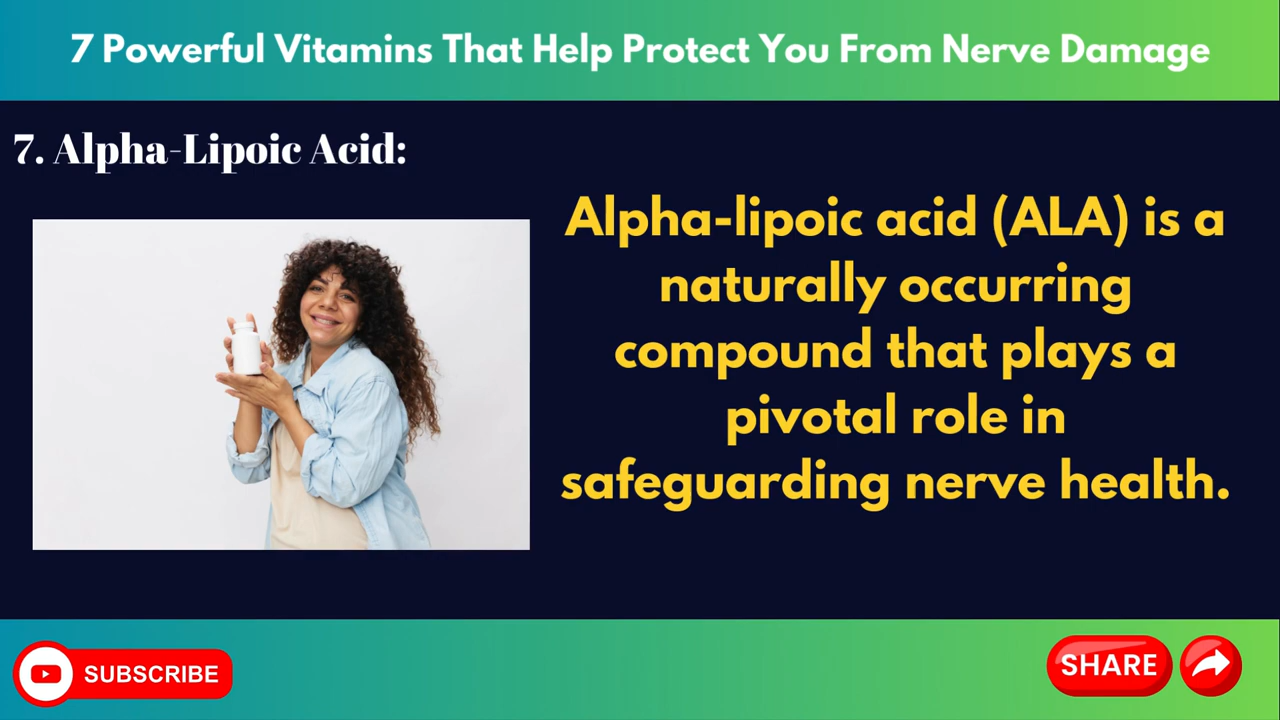 7 Powerful Vitamins That Help Protect You From Nerve Damage
7. Alpha-Lipoic Acid:
Alpha-lipoic acid (ALA) is a
naturally occurring
compound that plays a
pivotal role in
safeguarding nerve health.
SUBSCRIBE
SHARE